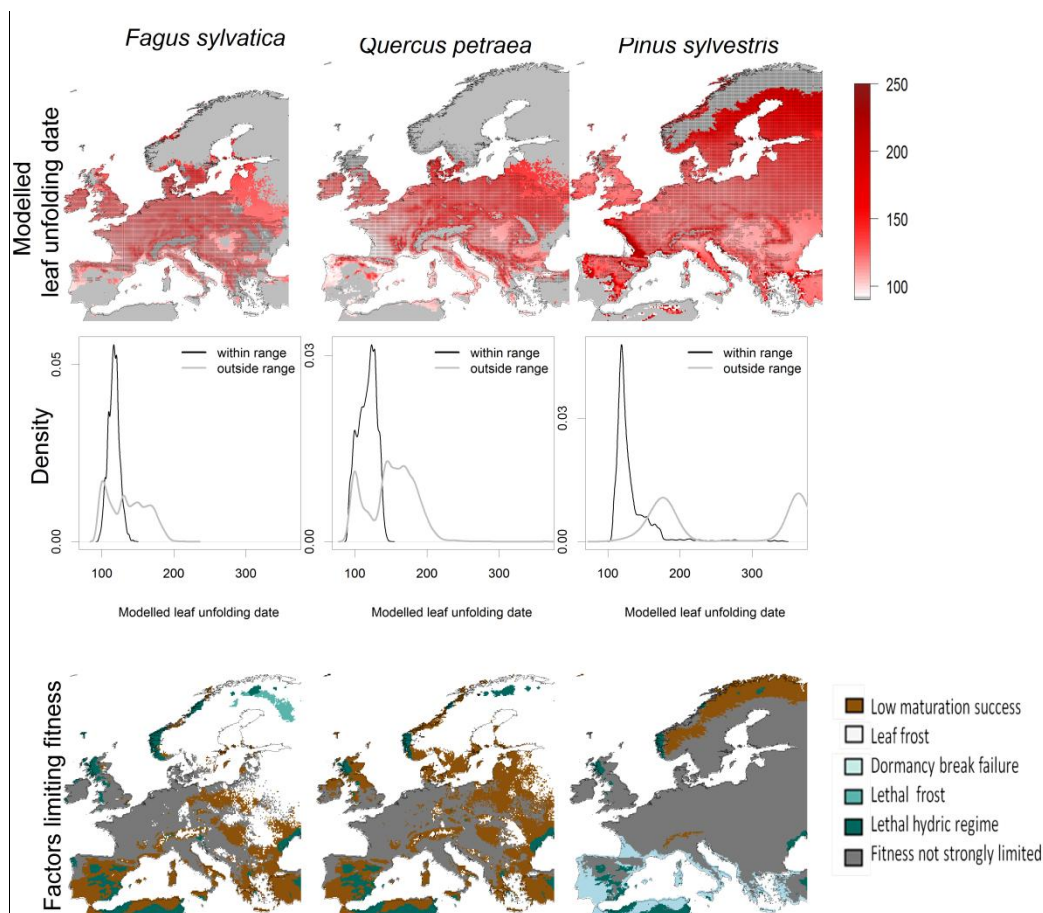 Fagus sylvatica
Quercus petraea
Pinus sylvestris
Modelled
leaf unfolding date
250
200
150
100
Density
0.05
0.00
within range
outside range
100
200
300
Modelled leaf unfolding date
0.03
0.00
within range
outside range
100
200
300
Modelled leaf unfolding date
0.03
0.00
within range
outside range
100
200
300
Modelled leaf unfolding date
Factors limiting fitness
Low maturation success
Leaf frost
Dormancy break failure
Lethal frost
Lethal hydric regime
Fitness not strongly limited